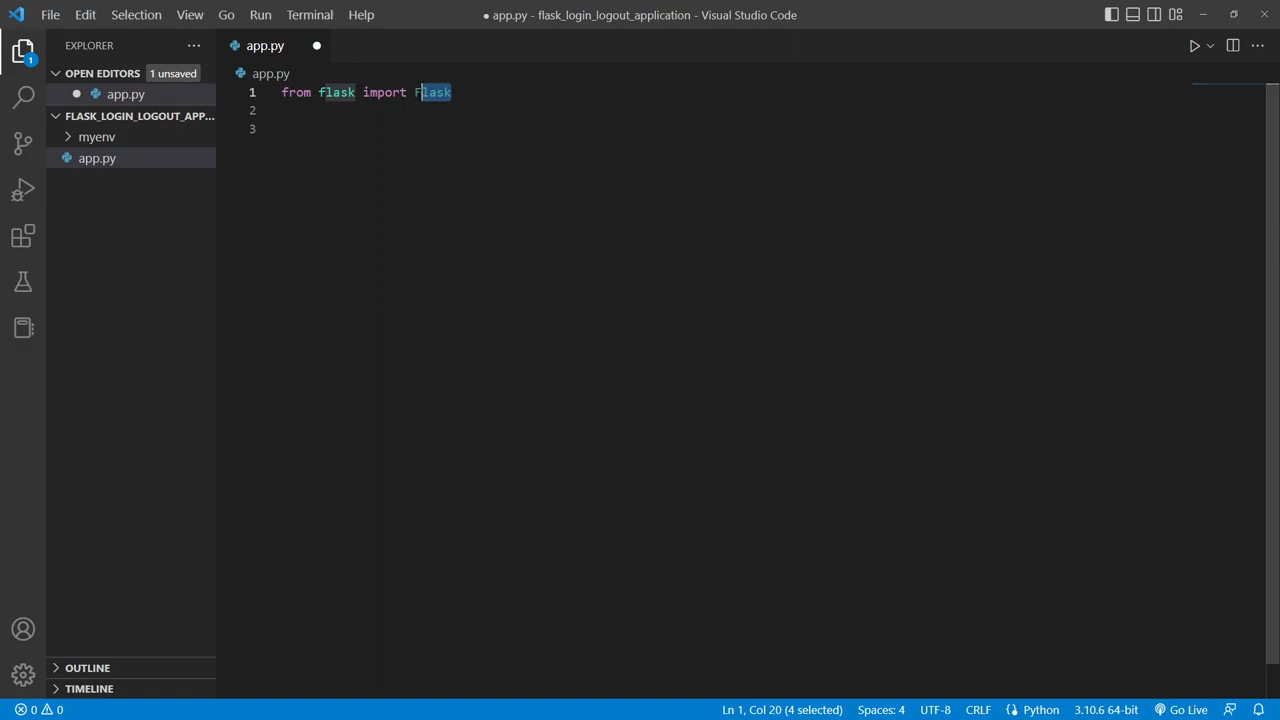 File Edit Selection View Go Run Terminal Help
● app.py - flask_login_logout_application - Visual Studio Code
EXPLORER
app.py
OPEN EDITORS 1 unsaved
app.py
app.py
FLASK_LOGIN_LOGOUT_APP...
myenv
app.py
1 from flask import Flask
2
3
1
OUTLINE
TIMELINE
0 0
Ln 1, Col 20 (4 selected) Spaces: 4 UTF-8 CRLF Python 3.10.6 64-bit Go Live